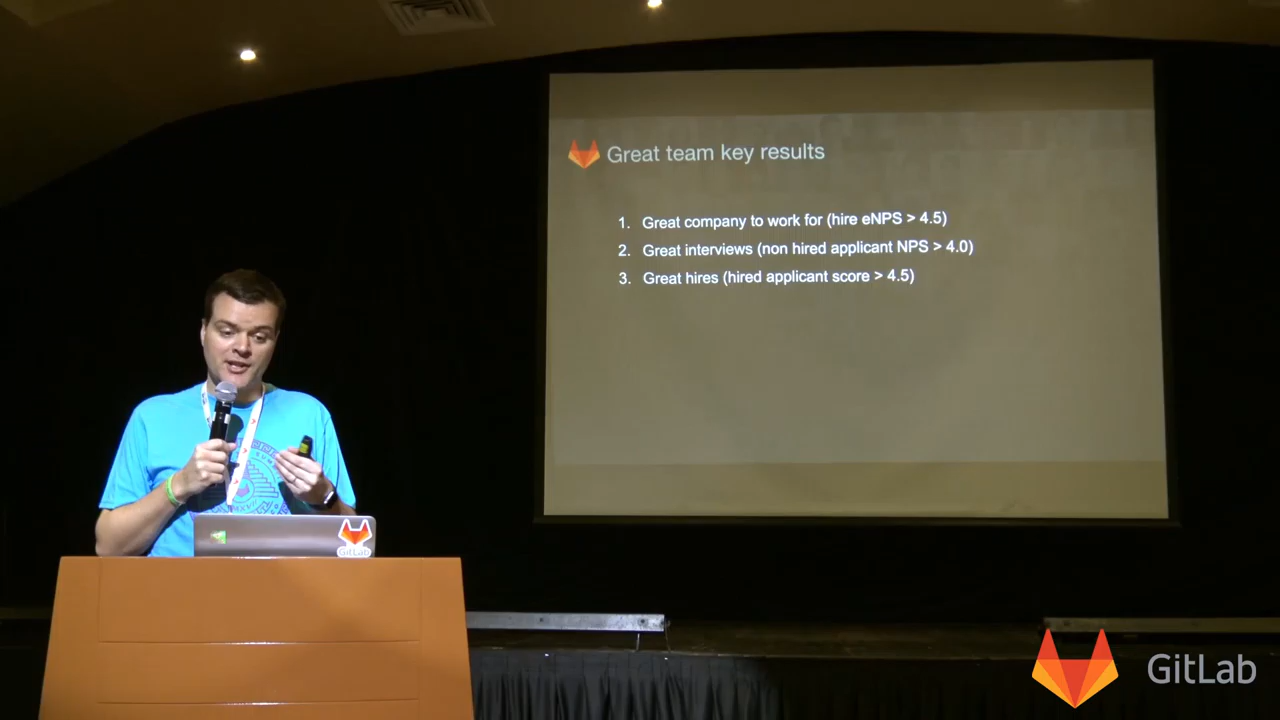 Great team key results
1. Great company to work for (hire eNPS > 4.5)
2. Great interviews (non hired applicant NPS > 4.0)
3. Great hires (hired applicant score > 4.5)
MXVII
GitLab
GitLab